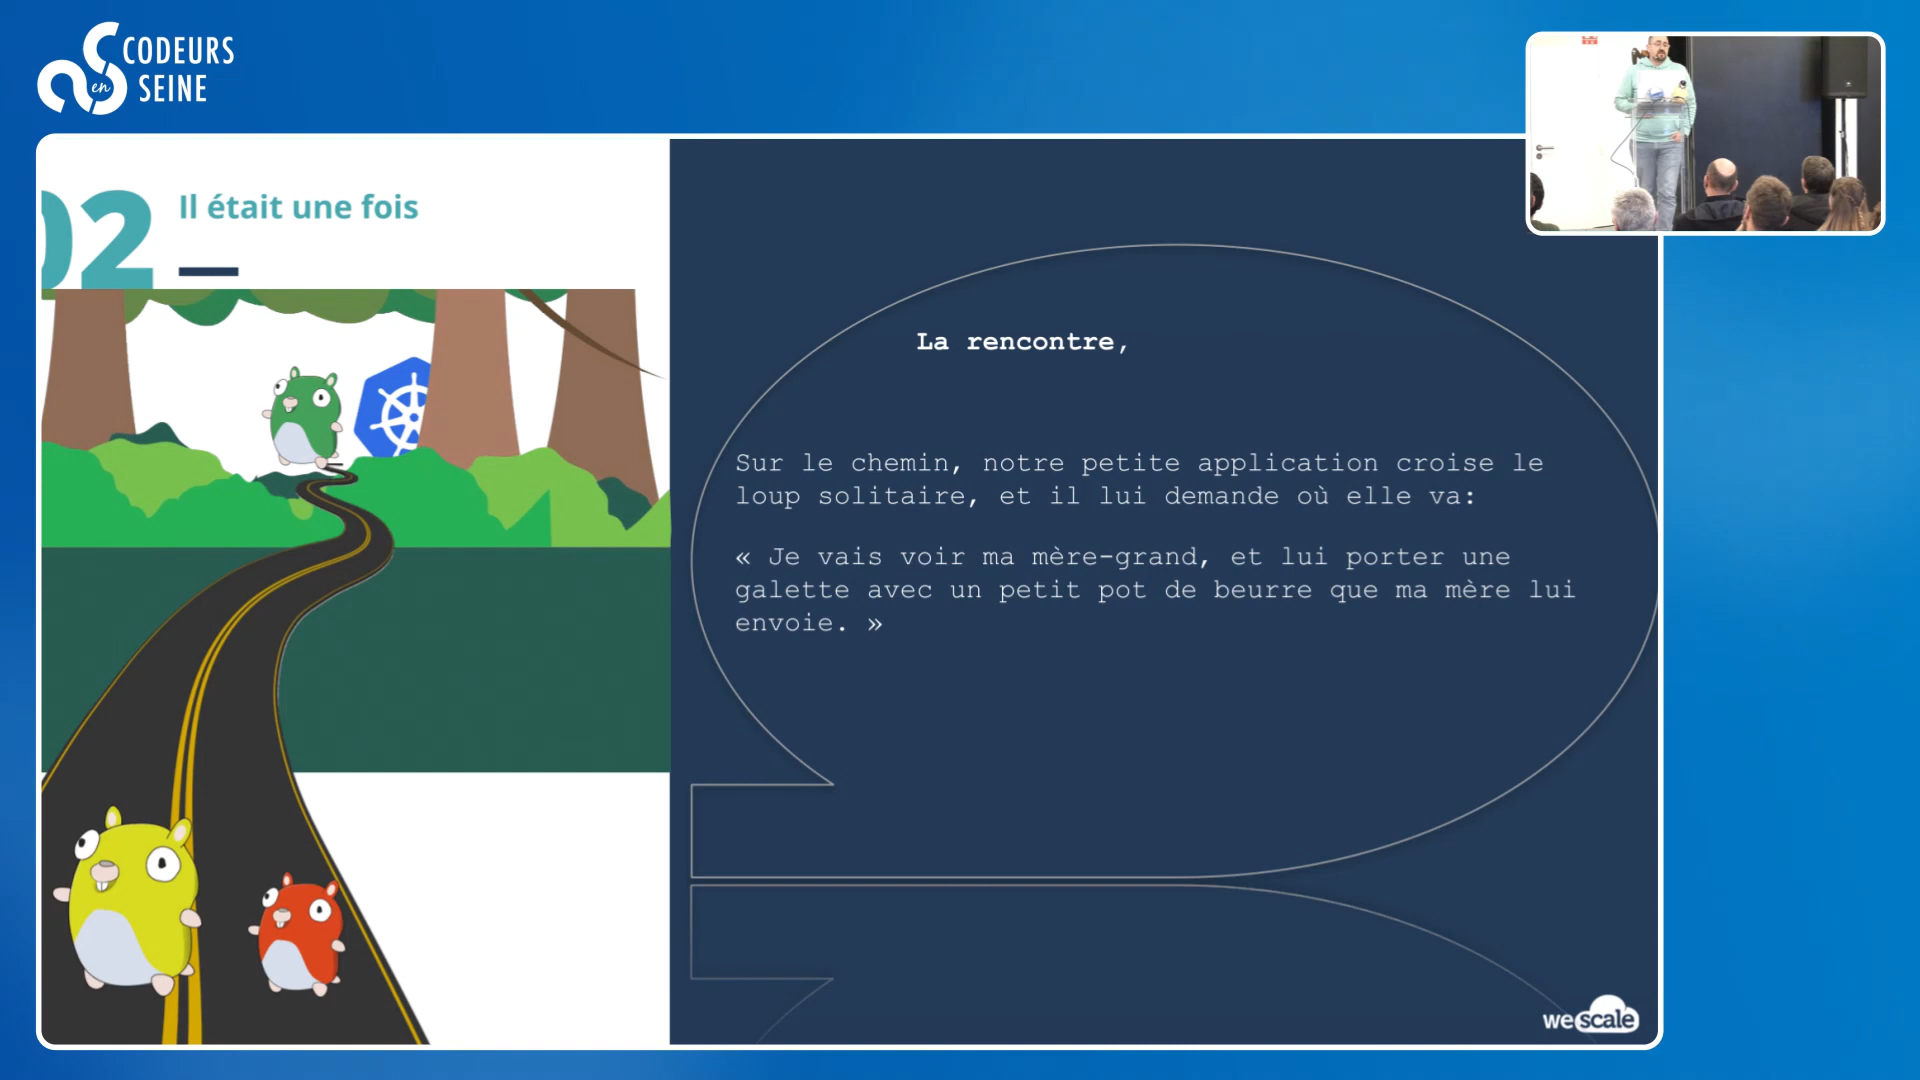 CODEURS
en
SEINE
02
Il était une fois
La rencontre,
Sur le chemin, notre petite application croise le
loup solitaire, et il lui demande où elle va:
« Je vais voir ma mère-grand, et lui porter une
galette avec un petit pot de beurre que ma mère lui
envoie. »
wescale